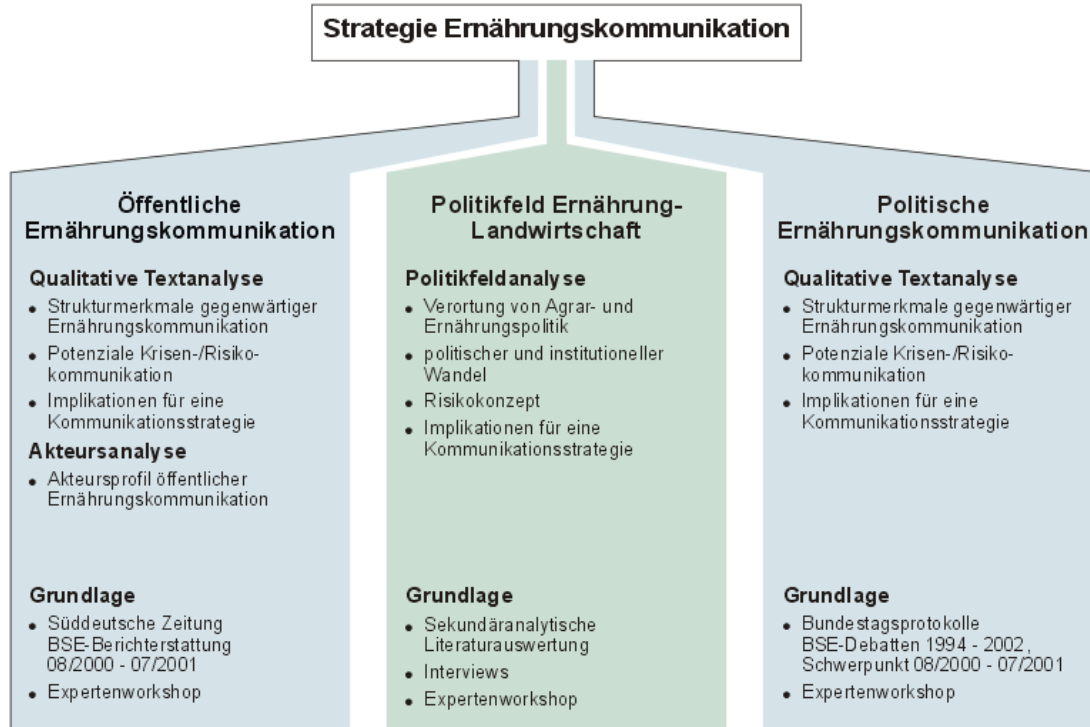 Strategie Ernährungskommunikation
Öffentliche
Ernährungskommunikation
Qualitative Textanalyse
• Strukturmerkmale gegenwärtiger
Ernährungskommunikation
• Potenziale Krisen-/Risiko-
kommunikation
• Implikationen für eine
Kommunikationsstrategie
Akteursanalyse
• Akteursprofil öffentlicher
Ernährungskommunikation
Grundlage
• Süddeutsche Zeitung
BSE-Berichterstattung
08/2000 - 07/2001
• Expertenworkshop
Politikfeld Ernährung-
Landwirtschaft
Politikfeldanalyse
• Verortung von Agrar- und
Ernährungspolitik
• politischer und institutioneller
Wandel
• Risikokonzept
• Implikationen für eine
Kommunikationsstrategie
Grundlage
• Sekundäranalytische
Literaturauswertung
• Interviews
• Expertenworkshop
Politische
Ernährungskommunikation
Qualitative Textanalyse
• Strukturmerkmale gegenwärtiger
Ernährungskommunikation
• Potenziale Krisen-/Risiko-
kommunikation
• Implikationen für eine
Kommunikationsstrategie
Grundlage
• Bundestagsprotokolle
BSE-Debatten 1994 - 2002,
Schwerpunkt 08/2000 - 07/2001
• Expertenworkshop